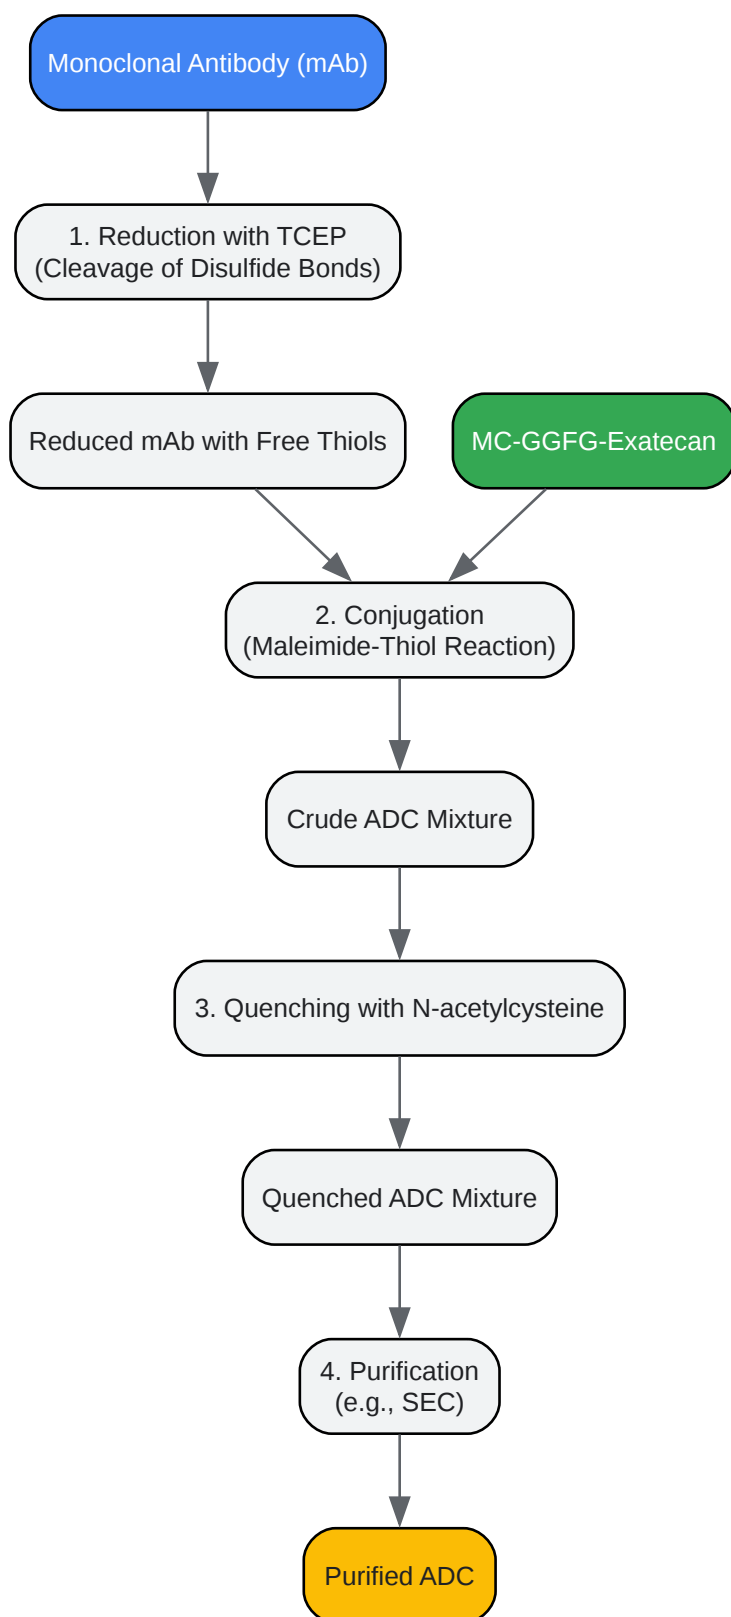 Monoclonal Antibody (mAb)
1. Reduction with TCEP
(Cleavage of Disulfide Bonds)
Reduced mAb with Free Thiols
MC-GGFG-Exatecan
2. Conjugation
(Maleimide-Thiol Reaction)
Crude ADC Mixture
3. Quenching with N-acetylcysteine
Quenched ADC Mixture
4. Purification
(e.g., SEC)
Purified ADC